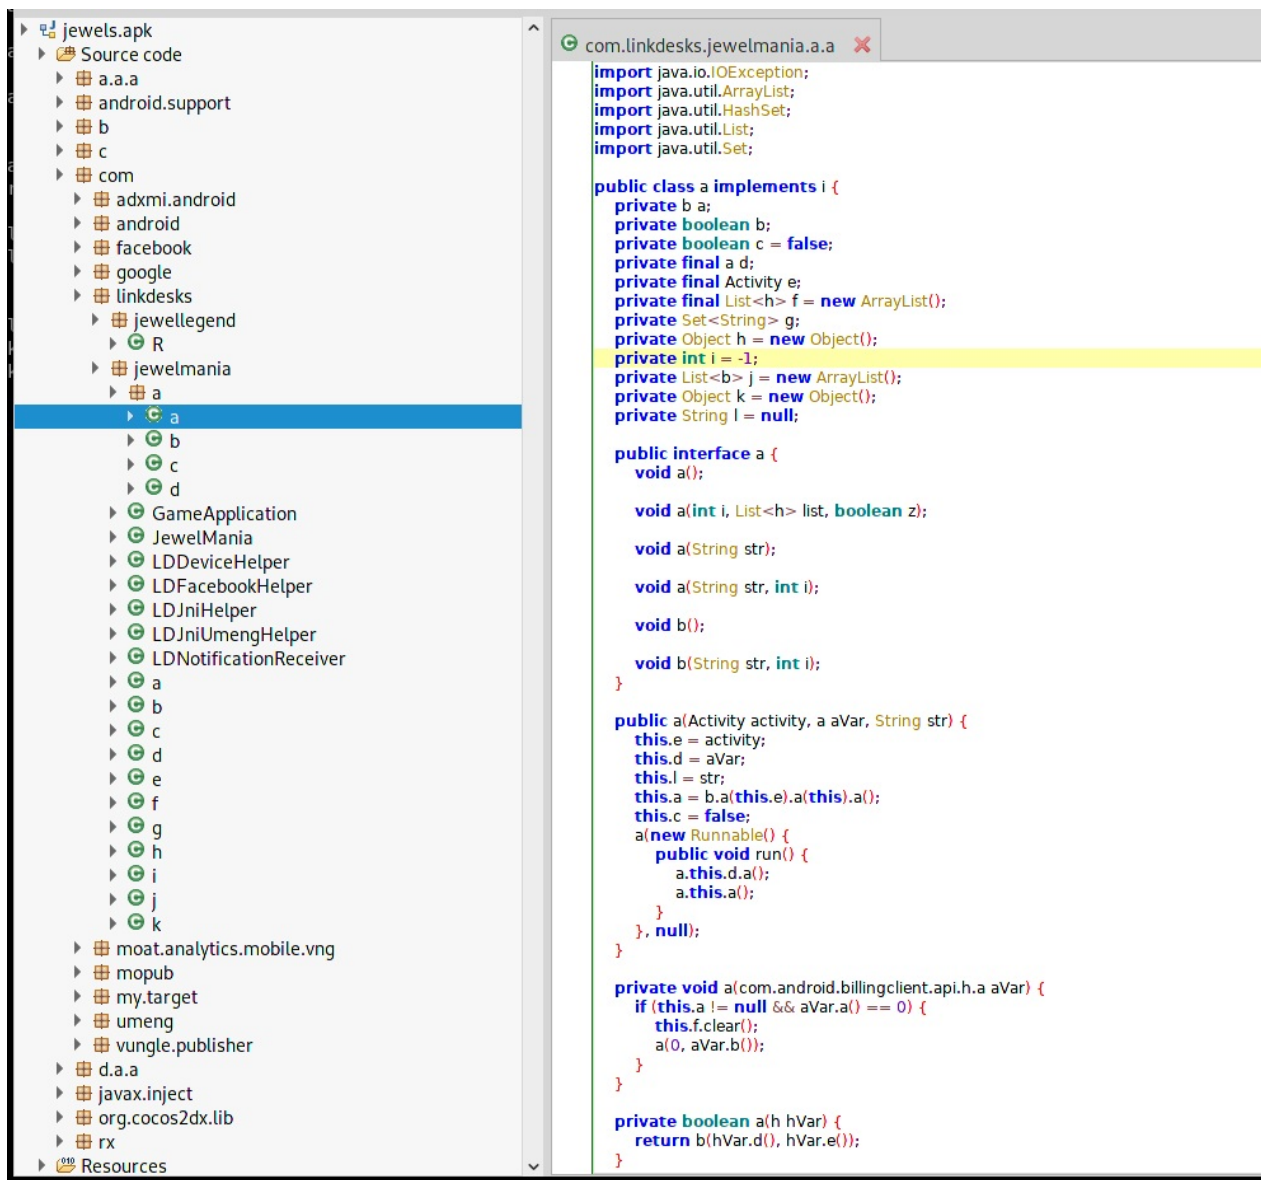 jewels.apk
Source code
a.a.a
android.support
b
c
com
adxmi.android
android
facebook
google
linkdesks
jewellegend
R
jewelmania
a
a
b
c
d
GameApplication
JewelMania
LDDeviceHelper
LDFacebookHelper
LDJniHelper
LDJniUmengHelper
LDNotificationReceiver
a
b
c
d
e
f
g
h
i
j
k
moat.analytics.mobile.vng
mopub
my.target
umeng
vungle.publisher
d.a.a
javax.inject
org.cocos2dx.lib
rx
Resources
com.linkdesks.jewelmania.a.a
import java.io.IOException;
import java.util.ArrayList;
import java.util.HashSet;
import java.util.List;
import java.util.Set;
public class a implements i {
private b a;
private boolean b;
private boolean c = false;
private final a d;
private final Activity e;
private final List<h> f = new ArrayList();
private Set<String> g;
private Object h = new Object();
private int i = -1;
private List<b> j = new ArrayList();
private Object k = new Object();
private String l = null;
public interface a {
void a();
void a(int i, List<h> list, boolean z);
void a(String str);
void a(String str, int i);
void b();
void b(String str, int i);
}
public a(Activity activity, a aVar, String str) {
this.e = activity;
this.d = aVar;
this.l = str;
this.a = b.a(this.e).a(this).a();
this.c = false;
a(new Runnable() {
public void run() {
a.this.d.a();
a.this.a();
}
}, null);
}
private void a(com.android.billingclient.api.h.a aVar) {
if (this.a != null && aVar.a() == 0) {
this.f.clear();
a(0, aVar.b());
}
}
private boolean a(h hVar) {
return b(hVar.d(), hVar.e());
}